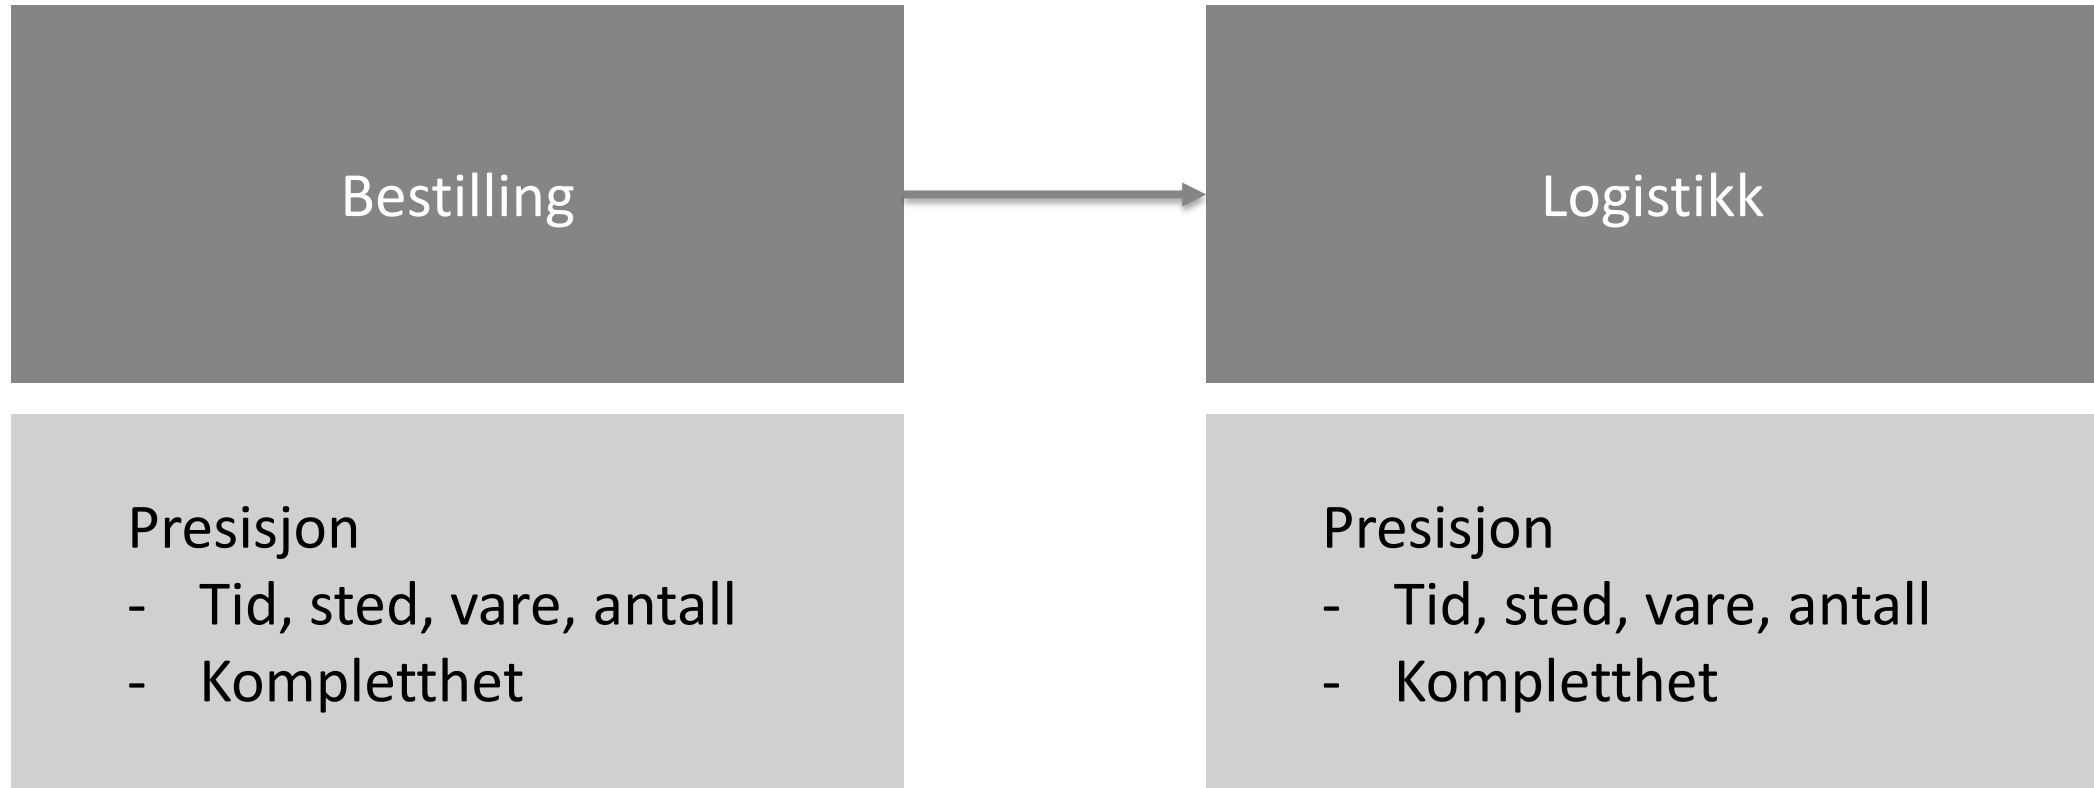 Bestilling
Logistikk
Presisjon
- Tid, sted, vare, antall
- Kompletthet
Presisjon
- Tid, sted, vare, antall
- Kompletthet